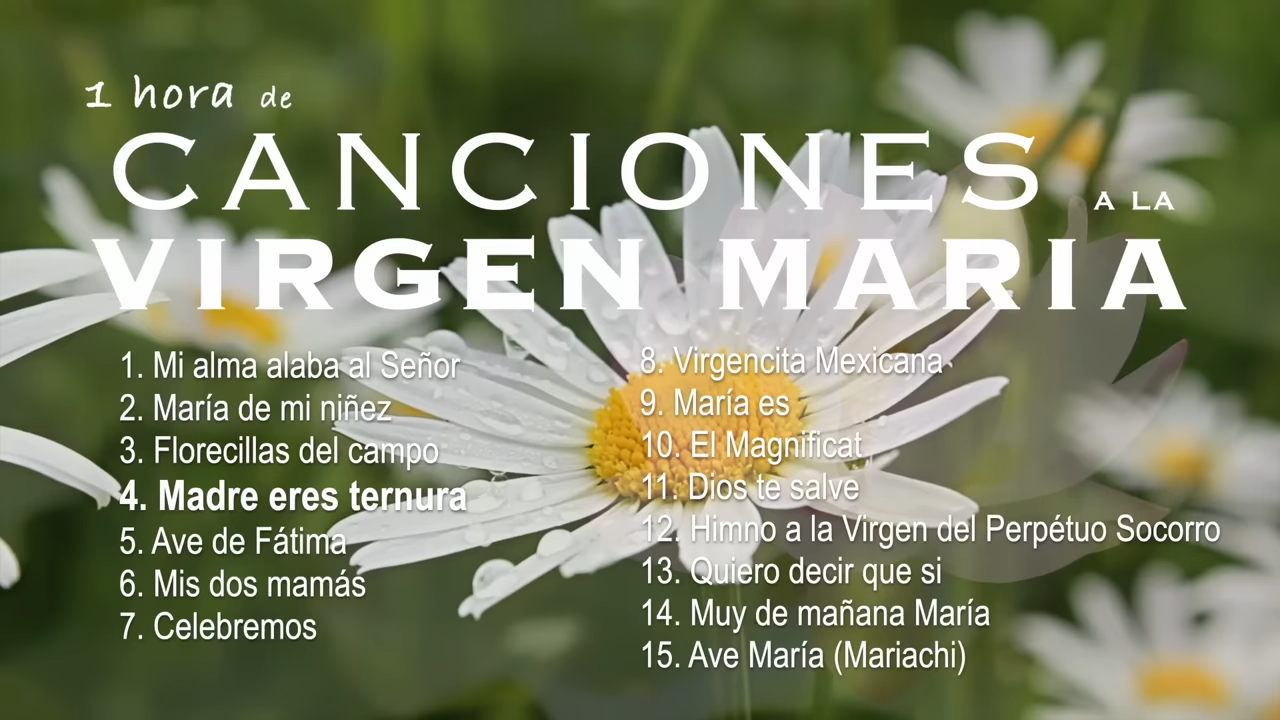 1 hora de
CANCIONES A LA
VIRGEN MARIA
1. Mi alma alaba al Señor
2. María de mi niñez
3. Florecillas del campo
4. Madre eres ternura
5. Ave de Fátima
6. Mis dos mamás
7. Celebremos
8. Virgencita Mexicana
9. María es
10. El Magnificat
11. Dios te salve
12. Himno a la Virgen del Perpétuo Socorro
13. Quiero decir que si
14. Muy de mañana María
15. Ave María (Mariachi)